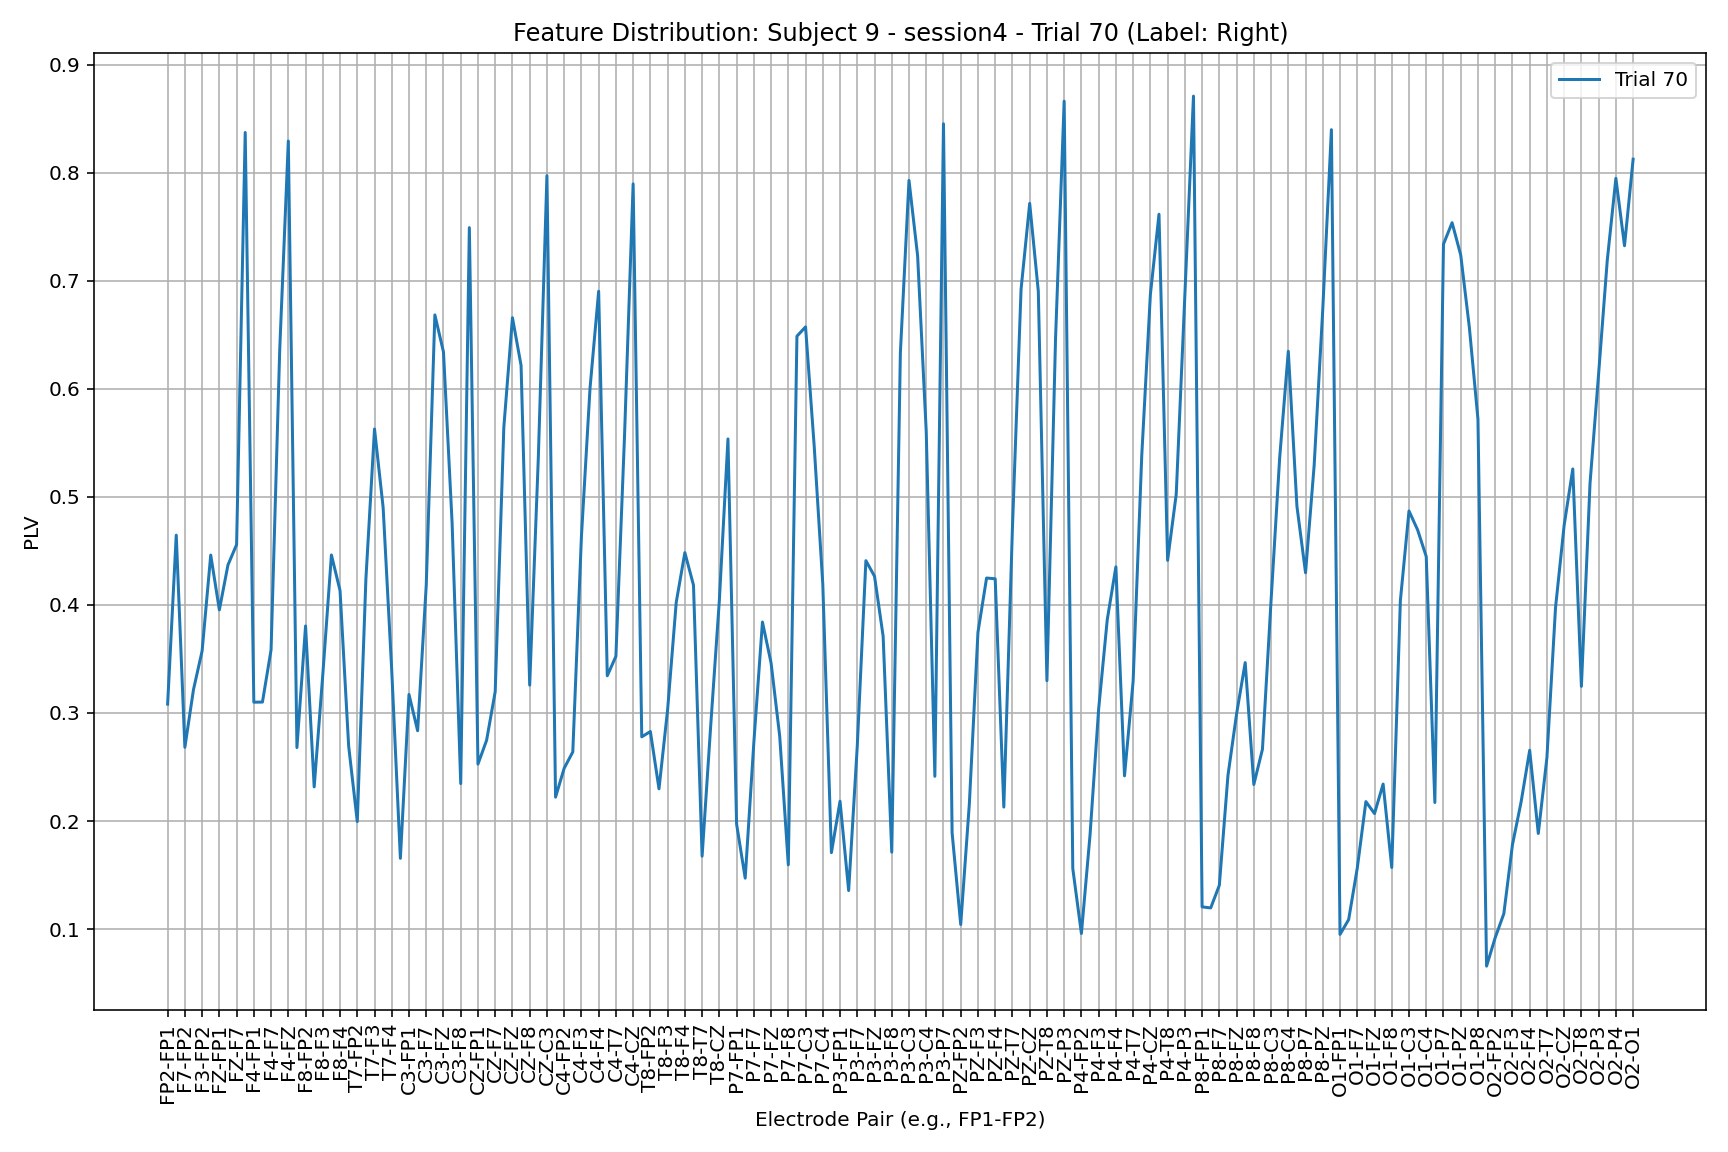 Feature Distribution: Subject 9 - session4 - Trial 70 (Label: Right)
Trial 70
PLV
0.9
0.8
0.7
0.6
0.5
0.4
0.3
0.2
0.1
FP2-FP1
F7-FP2
F3-FP2
FZ-FP1
FZ-F7
F4-FP1
F4-F7
F4-FZ
F8-FP2
F8-F3
F8-F4
T7-FP2
T7-F3
T7-F4
C3-FP1
C3-F7
C3-FZ
C3-F8
CZ-FP1
CZ-F7
CZ-FZ
CZ-F8
CZ-C3
C4-FP2
C4-F3
C4-F4
C4-T7
C4-CZ
T8-FP2
T8-F3
T8-F4
T8-T7
T8-CZ
P7-FP1
P7-F7
P7-FZ
P7-F8
P7-C3
P7-C4
P3-FP1
P3-F7
P3-FZ
P3-F8
P3-C3
P3-C4
P3-P7
PZ-FP2
PZ-F3
PZ-F4
PZ-T7
PZ-CZ
PZ-T8
PZ-P3
P4-FP2
P4-F3
P4-F4
P4-T7
P4-CZ
P4-T8
P4-P3
P8-FP1
P8-F7
P8-FZ
P8-F8
P8-C3
P8-C4
P8-P7
P8-PZ
O1-FP1
O1-F7
O1-FZ
O1-F8
O1-C3
O1-C4
O1-P7
O1-PZ
O1-P8
O2-FP2
O2-F3
O2-F4
O2-T7
O2-CZ
O2-T8
O2-P3
O2-P4
O2-O1
Electrode Pair (e.g., FP1-FP2)